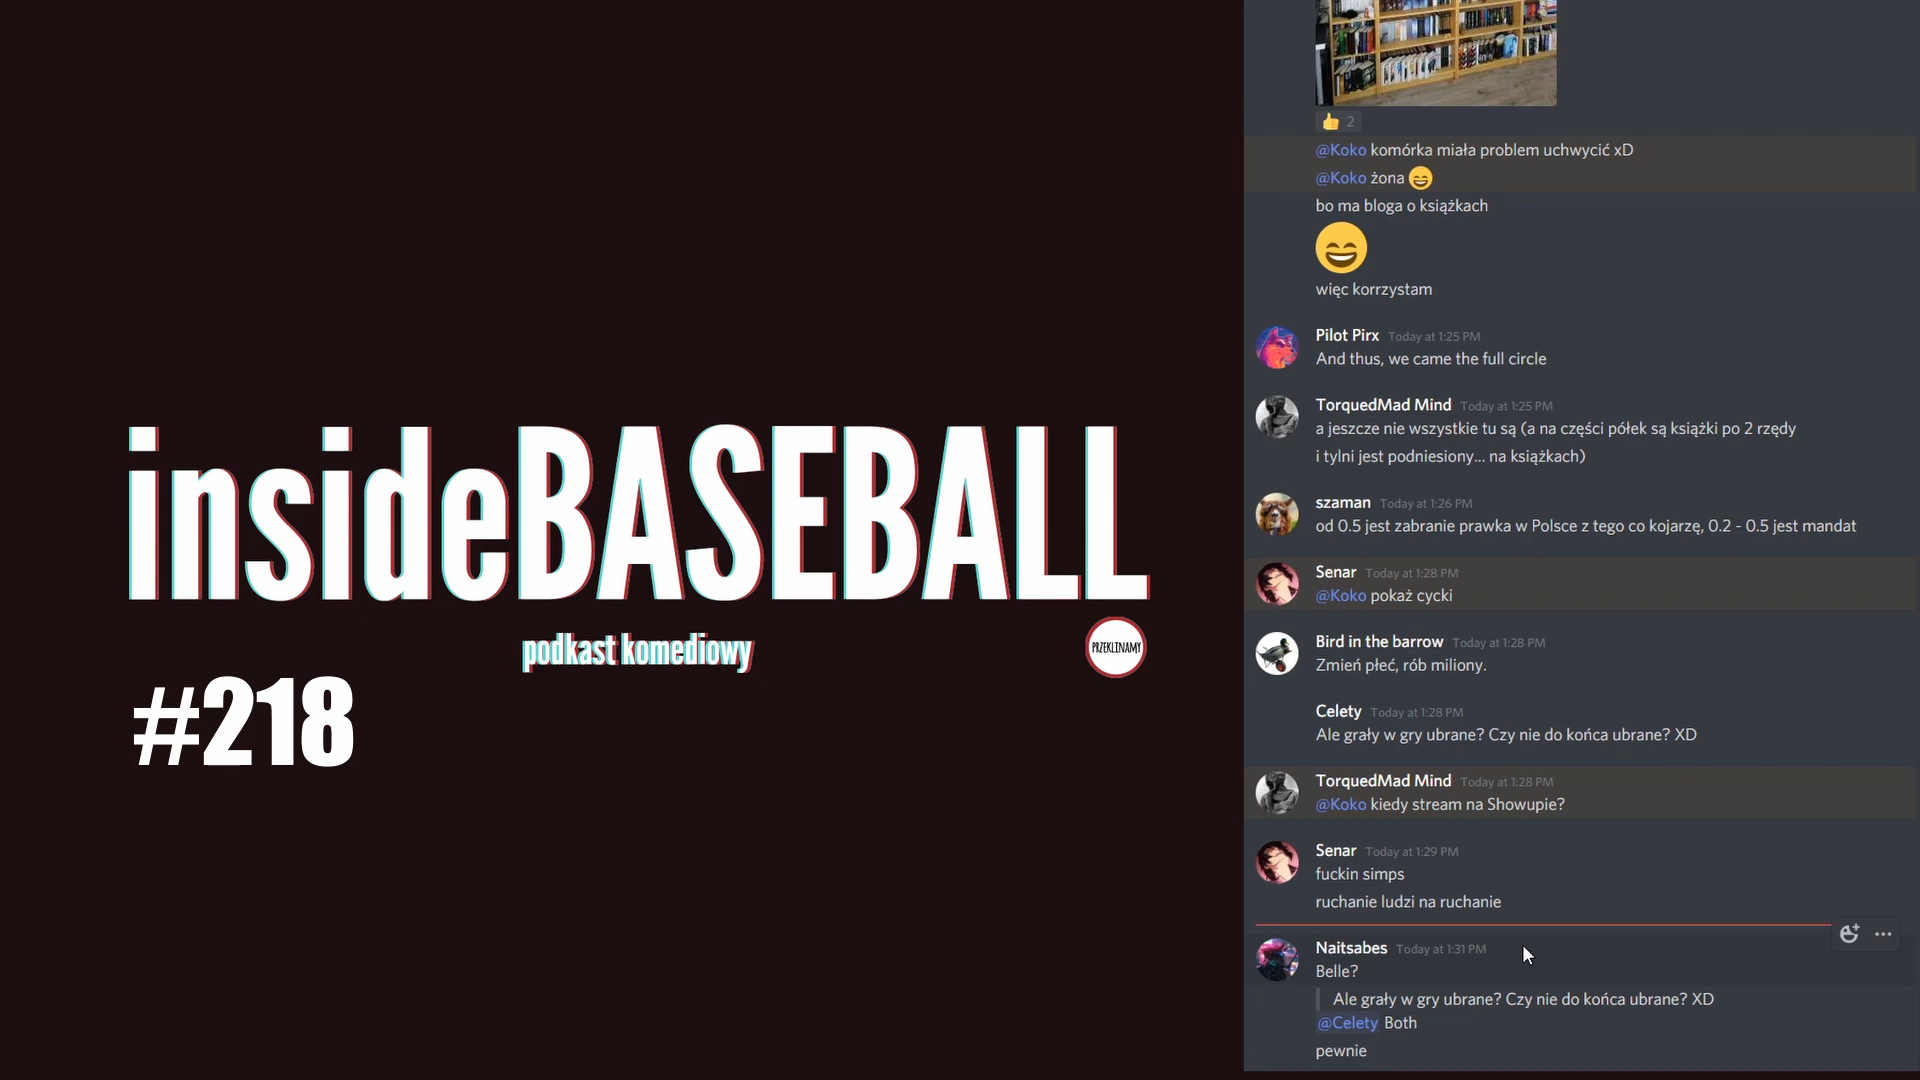 insideBASEBALL
podkast komediowy
PRZEKLINAMY
#218
2
@Koko komórka miała problem uchwycić xD
@Koko żona
bo ma bloga o książkach
więc korrzystam
Pilot Pirx Today at 1:25 PM
And thus, we came the full circle
TorquedMad Mind Today at 1:25 PM
a jeszcze nie wszystkie tu są (a na części półek są książki po 2 rzędy
i tylni jest podniesiony... na książkach)
szaman Today at 1:26 PM
od 0.5 jest zabranie prawka w Polsce z tego co kojarzę, 0.2 - 0.5 jest mandat
Senar Today at 1:28 PM
@Koko pokaż cycki
Bird in the barrow Today at 1:28 PM
Zmień płeć, rób miliony.
Celety Today at 1:28 PM
Ale grały w gry ubrane? Czy nie do końca ubrane? XD
TorquedMad Mind Today at 1:28 PM
@Koko kiedy stream na Showupie?
Senar Today at 1:29 PM
fuckin simps
ruchanie ludzi na ruchanie
Naitsabes Today at 1:31 PM
Belle?
Ale grały w gry ubrane? Czy nie do końca ubrane? XD
@Celety Both
pewnie